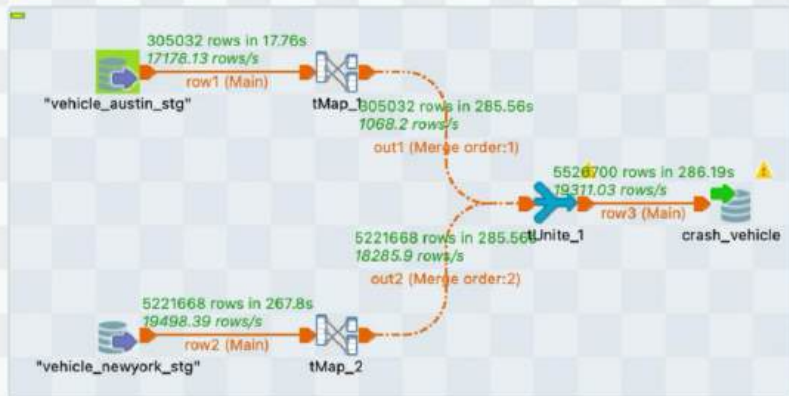 305032 rows in 17.76s
17178.13 rows/s
row1 (Main)
"vehicle_austin_stg"
tMap_1
305032 rows in 285.56s
1068.2 rows/s
out1 (Merge order:1)
5526700 rows in 286.19s
19311.03 rows/s
row3 (Main)
tUnite_1
crash_vehicle
5221668 rows in 285.56s
18285.9 rows/s
out2 (Merge order:2)
5221668 rows in 267.8s
19498.39 rows/s
row2 (Main)
"vehicle_newyork_stg"
tMap_2